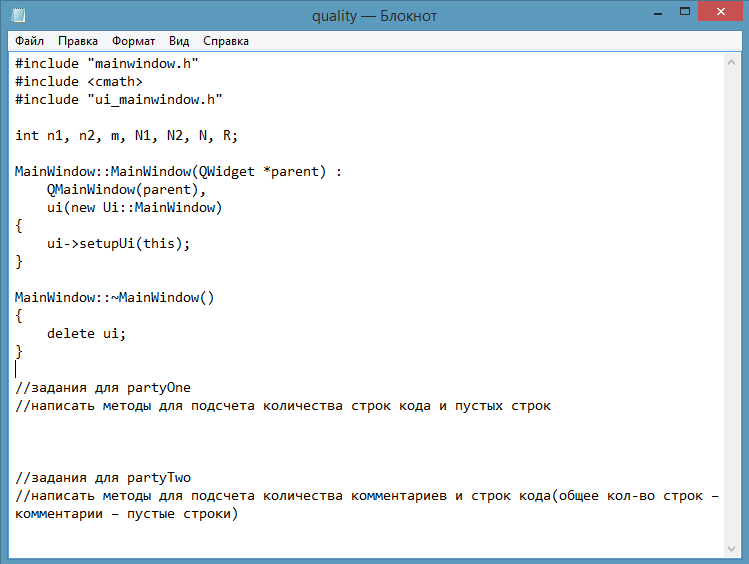 quality — Блокнот
Файл Правка Формат Вид Справка
#include "mainwindow.h"
#include <cmath>
#include "ui_mainwindow.h"

int n1, n2, m, N1, N2, N, R;

MainWindow::MainWindow(QWidget *parent) :
    QMainWindow(parent),
    ui(new Ui::MainWindow)
{
    ui->setupUi(this);
}

MainWindow::~MainWindow()
{
    delete ui;
}

//задания для partyOne
//написать методы для подсчета количества строк кода и пустых строк

//задания для partyTwo
//написать методы для подсчета количества комментариев и строк кода(общее кол-во строк –
комментарии – пустые строки)